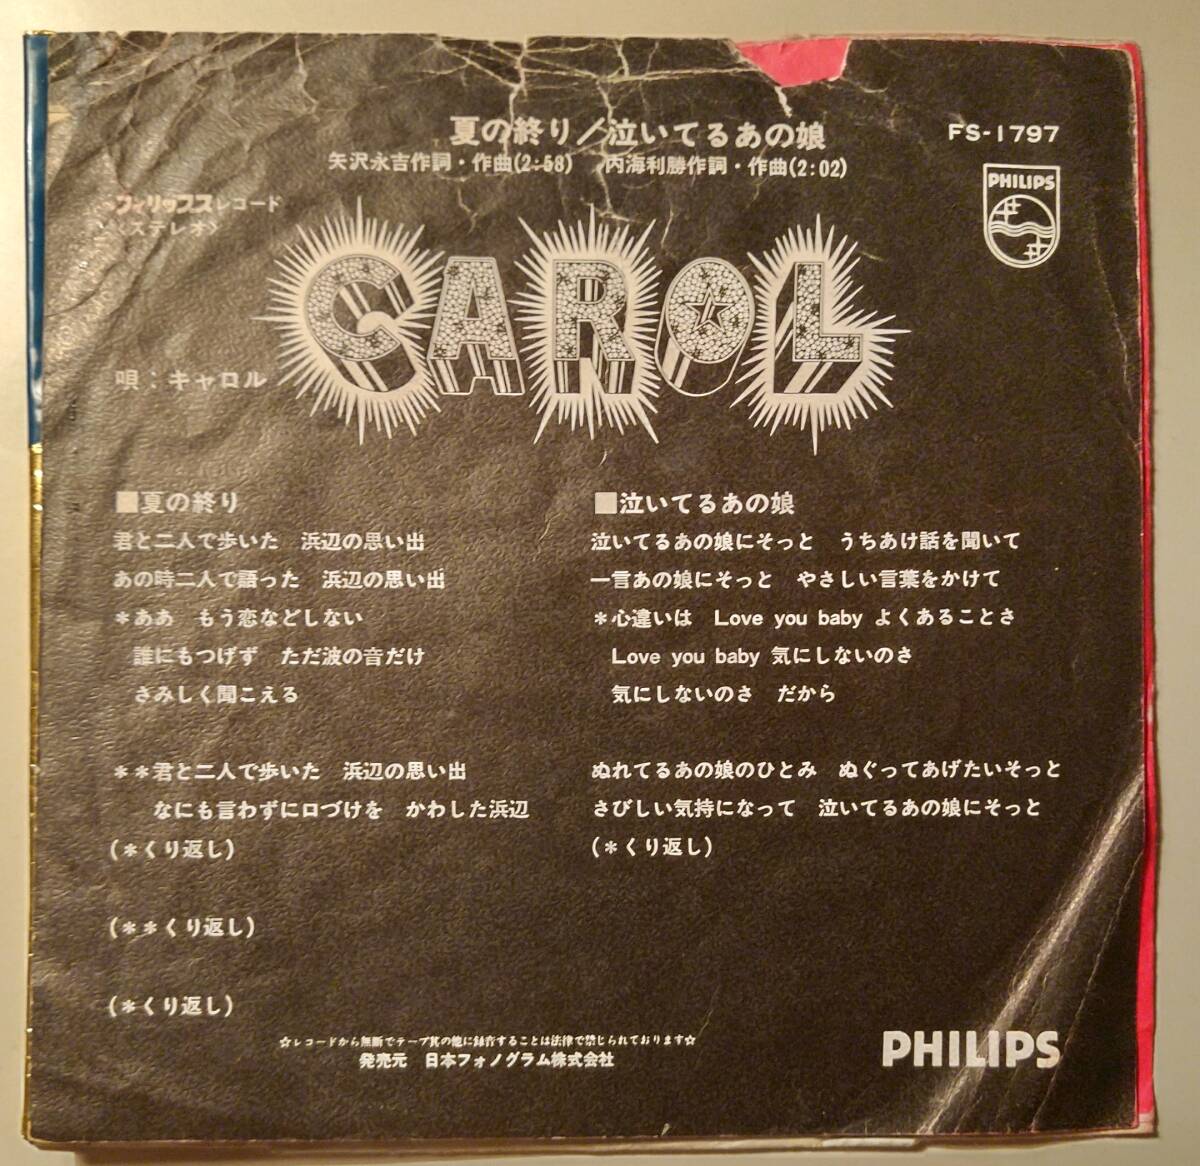 夏の終り／泣いてるあの娘
矢沢永吉作詞・作曲(2:58)　内海利勝作詞・作曲(2:02)
FS-1797
PHILIPS
フィリップスレコード
〈ステレオ〉
CAROL
唄：キャロル
■夏の終り
君と二人で歩いた　浜辺の思い出
あの時二人で語った　浜辺の思い出
＊ああ　もう恋などしない
誰にもつげず　ただ波の音だけ
さみしく聞こえる
＊＊君と二人で歩いた　浜辺の思い出
なにも言わずに口づけを　かわした浜辺
(＊くり返し)
(＊＊くり返し)
(＊くり返し)
■泣いてるあの娘
泣いてるあの娘にそっと　うちあけ話を聞いて
一言あの娘にそっと　やさしい言葉をかけて
＊心違いは　Love you baby よくあることさ
Love you baby 気にしないのさ
気にしないのさ　だから
ぬれてるあの娘のひとみ　ぬぐってあげたいそっと
さびしい気持になって　泣いてるあの娘にそっと
(＊くり返し)
☆レコードから無断でテープ其の他に録音することは法律で禁じられております☆
発売元　日本フォノグラム株式会社
PHILIPS